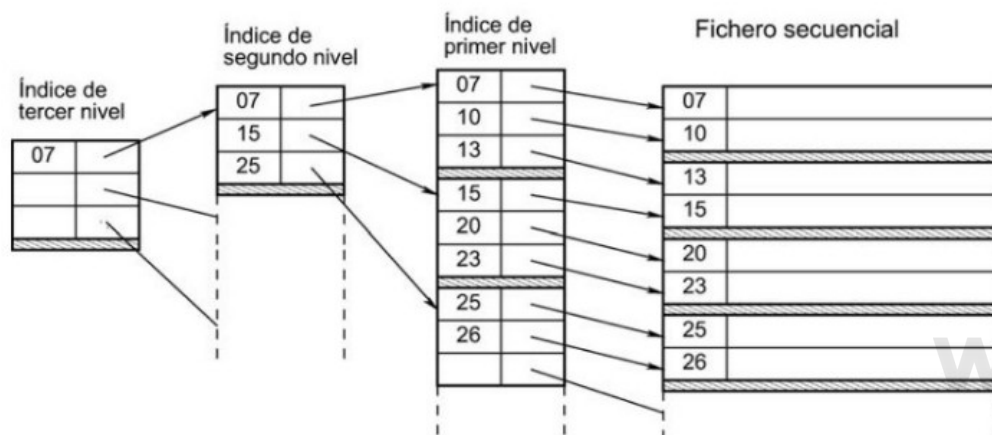 Índice de
tercer nivel
07
Índice de
segundo nivel
07
15
25
Índice de
primer nivel
07
10
13
15
20
23
25
26
Fichero secuencial
07
10
13
15
20
23
25
26
W